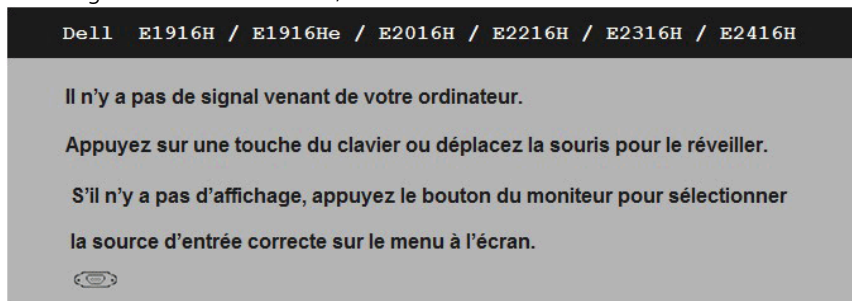 Dell E1916H / E1916He / E2016H / E2216H / E2316H / E2416H
Il n’y a pas de signal venant de votre ordinateur.
Appuyez sur une touche du clavier ou déplacez la souris pour le réveiller.
S’il n’y a pas d’affichage, appuyez le bouton du moniteur pour sélectionner
la source d’entrée correcte sur le menu à l’écran.